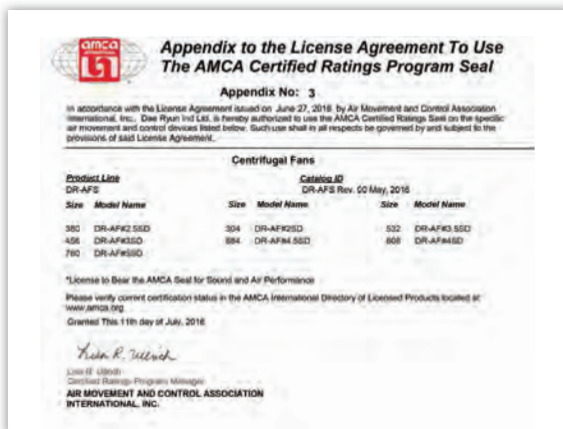 amca
INTERNATIONAL
Appendix to the License Agreement To Use
The AMCA Certified Ratings Program Seal
Appendix No: 3
In accordance with the License Agreement issued on June 27, 2016, by Air Movement and Control Association
International, Inc., Dae Ryun Ind Ltd. is hereby authorized to use the AMCA Certified Ratings Seal on the specific
air movement and control devices listed below. Such use shall in all respects be governed by and subject to the
provisions of said License Agreement.
Centrifugal Fans
Product Line Catalog ID
DR-AFS DR-AFS Rev. 00 May, 2016
Size Model Name Size Model Name Size Model Name
380 DR-AF#2.5SD 304 DR-AF#2SD 532 DR-AF#3.5SD
456 DR-AF#3SD 684 DR-AF#4.5SD 608 DR-AF#4SD
760 DR-AF#5SD
*License to Bear the AMCA Seal for Sound and Air Performance
Please verify current certification status in the AMCA International Directory of Licensed Products located at
www.amca.org
Granted This 11th day of July, 2016
Certified Ratings Program Manager
AIR MOVEMENT AND CONTROL ASSOCIATION
INTERNATIONAL, INC.